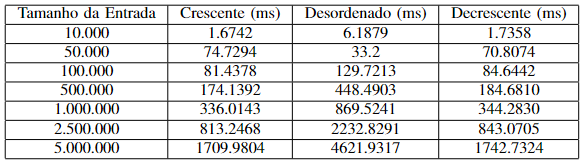 Tamanho da Entrada Crescente (ms) Desordenado (ms) Decrescente (ms)
10.000 1.6742 6.1879 1.7358
50.000 74.7294 33.2 70.8074
100.000 81.4378 129.7213 84.6442
500.000 174.1392 448.4903 184.6810
1.000.000 336.0143 869.5241 344.2830
2.500.000 813.2468 2232.8291 843.0705
5.000.000 1709.9804 4621.9317 1742.7324